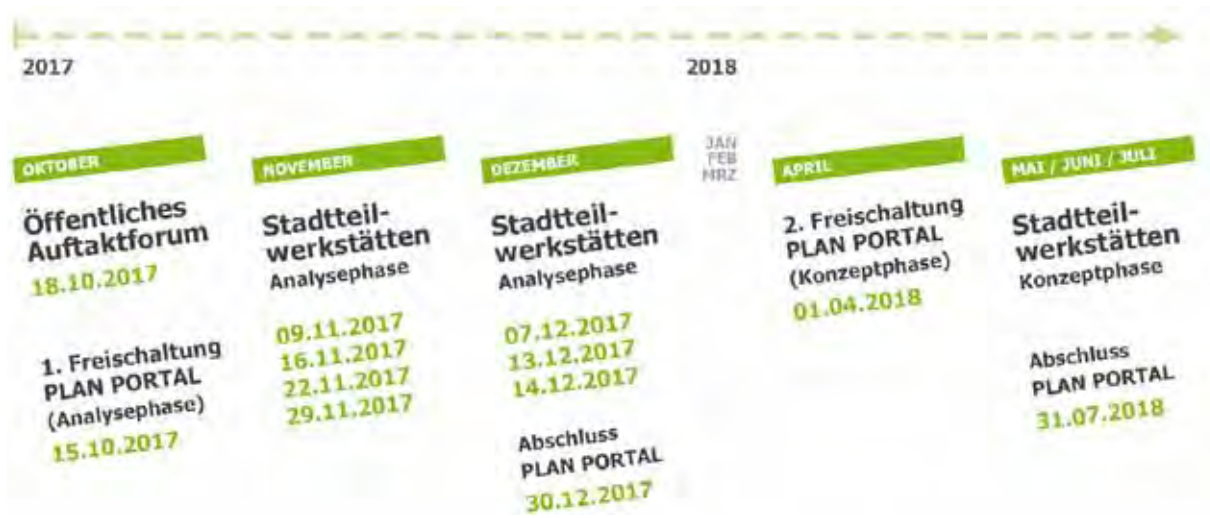 2017
2018
OKTOBER
Öffentliches
Auftaktforum
18.10.2017
1. Freischaltung
PLAN PORTAL
(Analysephase)
15.10.2017
NOVEMBER
Stadtteil-
werkstätten
Analysephase
09.11.2017
16.11.2017
22.11.2017
29.11.2017
DEZEMBER
Stadtteil-
werkstätten
Analysephase
07.12.2017
13.12.2017
14.12.2017
Abschluss
PLAN PORTAL
30.12.2017
JAN
FEB
MRZ
APRIL
2. Freischaltung
PLAN PORTAL
(Konzeptphase)
01.04.2018
MAI / JUNI / JULI
Stadtteil-
werkstätten
Konzeptphase
Abschluss
PLAN PORTAL
31.07.2018